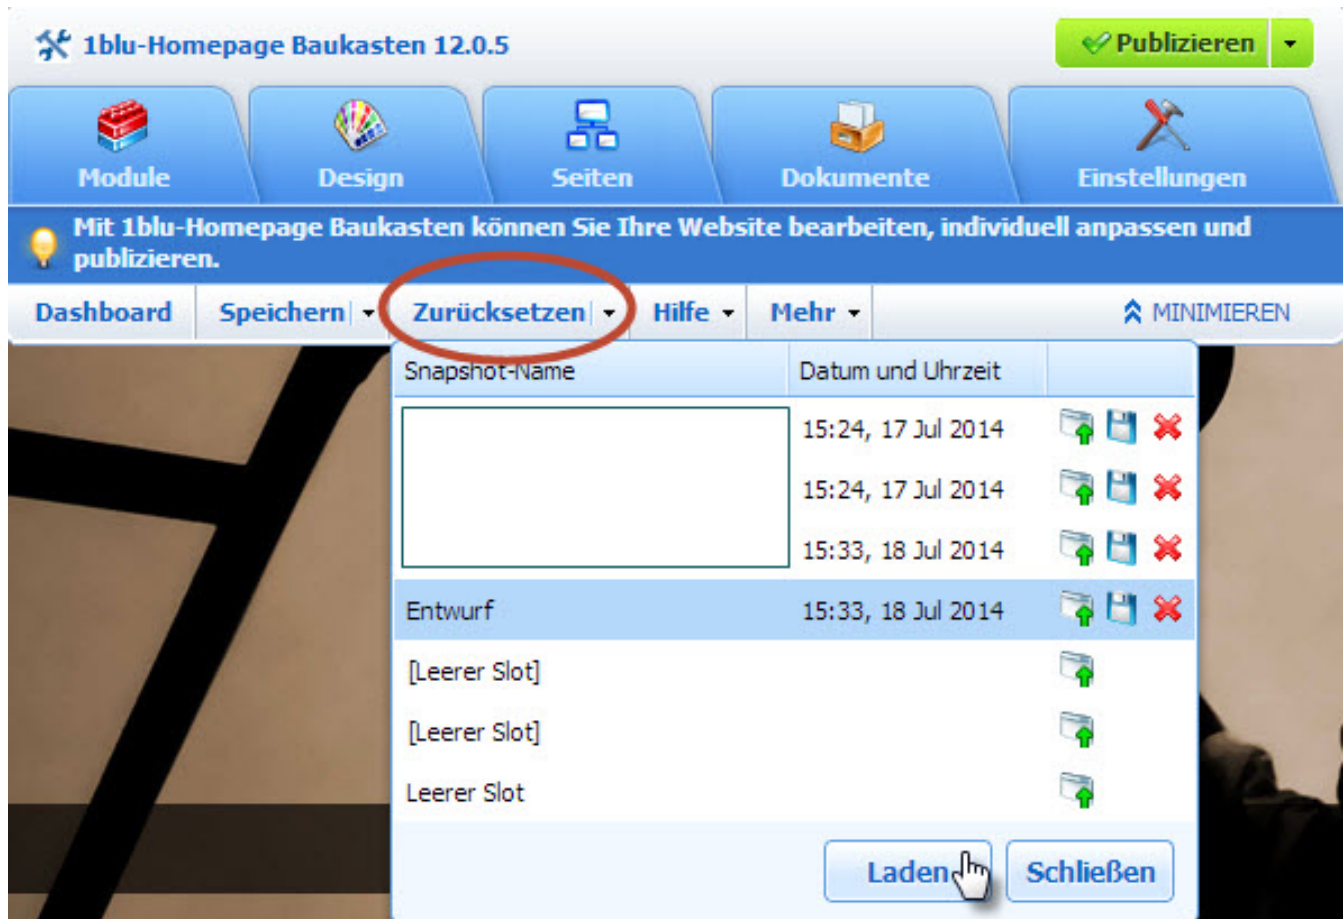 1blu-Homepage Baukasten 12.0.5
Publizieren
Module
Design
Seiten
Dokumente
Einstellungen
Mit 1blu-Homepage Baukasten können Sie Ihre Website bearbeiten, individuell anpassen und
publizieren.
Dashboard
Speichern
Zurücksetzen
Hilfe
Mehr
MINIMIEREN
Snapshot-Name
Datum und Uhrzeit
15:24, 17 Jul 2014
15:24, 17 Jul 2014
15:33, 18 Jul 2014
Entwurf
15:33, 18 Jul 2014
[Leerer Slot]
[Leerer Slot]
Leerer Slot
Laden
Schließen